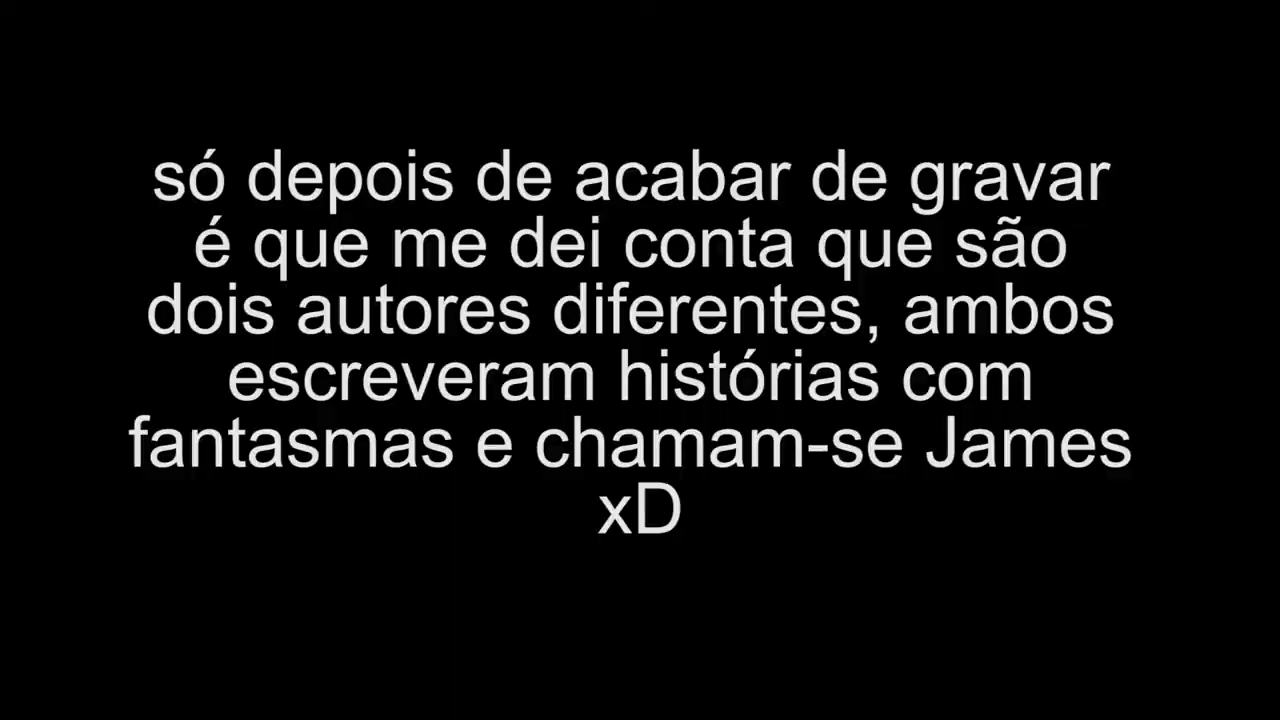 só depois de acabar de gravar
é que me dei conta que são
dois autores diferentes, ambos
escreveram histórias com
fantasmas e chamam-se James
xD